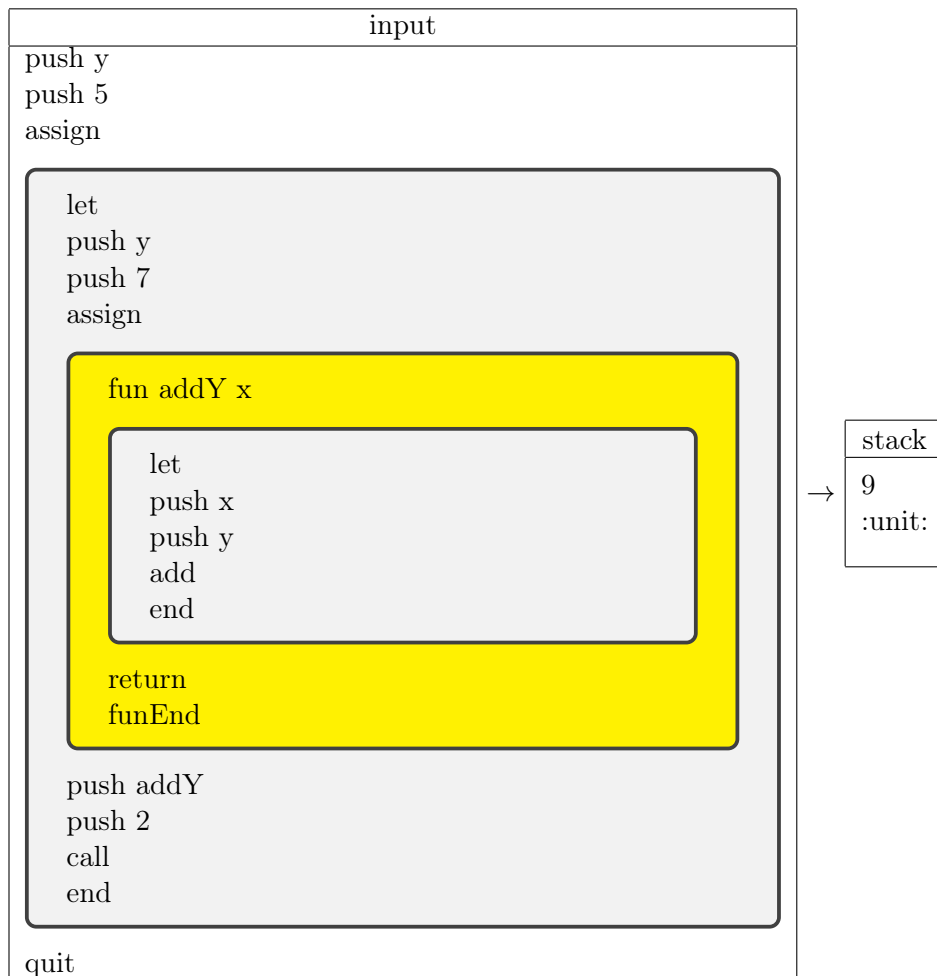 input
push y
push 5
assign
let
push y
push 7
assign
fun addY x
let
push x
push y
add
end
return
funEnd
push addY
push 2
call
end
quit
→
stack
9
:unit: